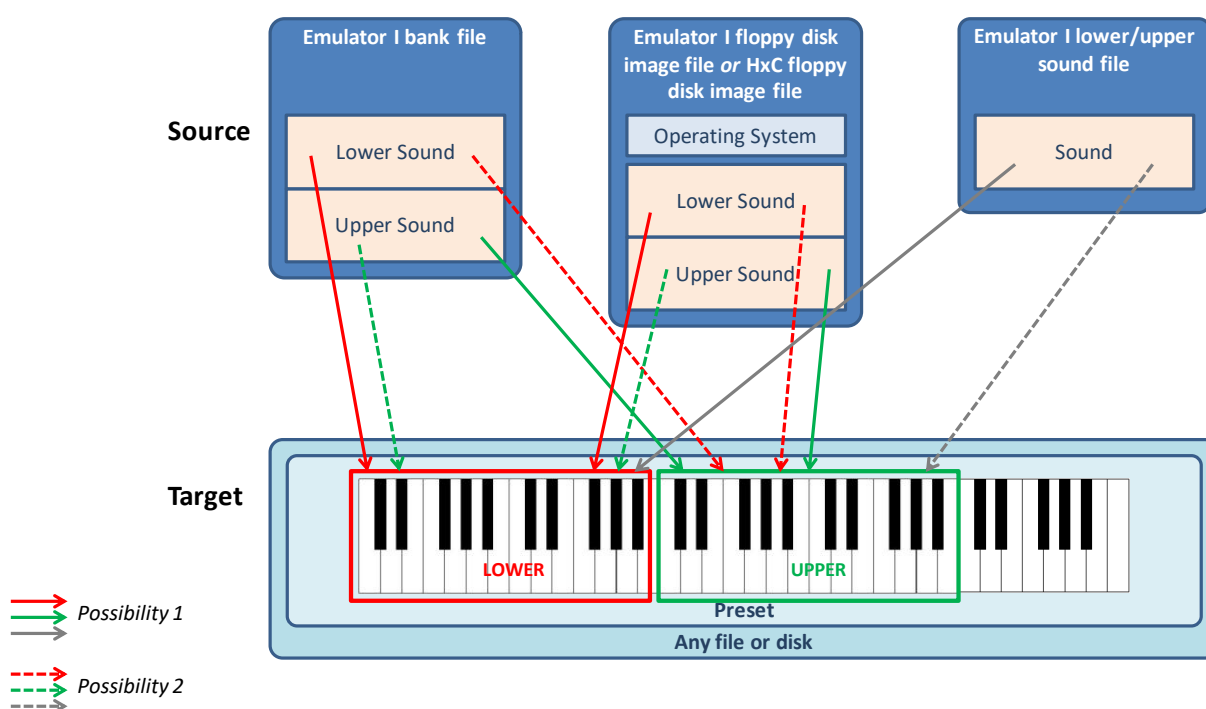 Emulator I bank file
Emulator I floppy disk
image file or HxC floppy
disk image file
Emulator I lower/upper
sound file
Source
Operating System
Lower Sound
Upper Sound
Lower Sound
Upper Sound
Sound
Target
LOWER
UPPER
Preset
Any file or disk
Possibility 1
Possibility 2